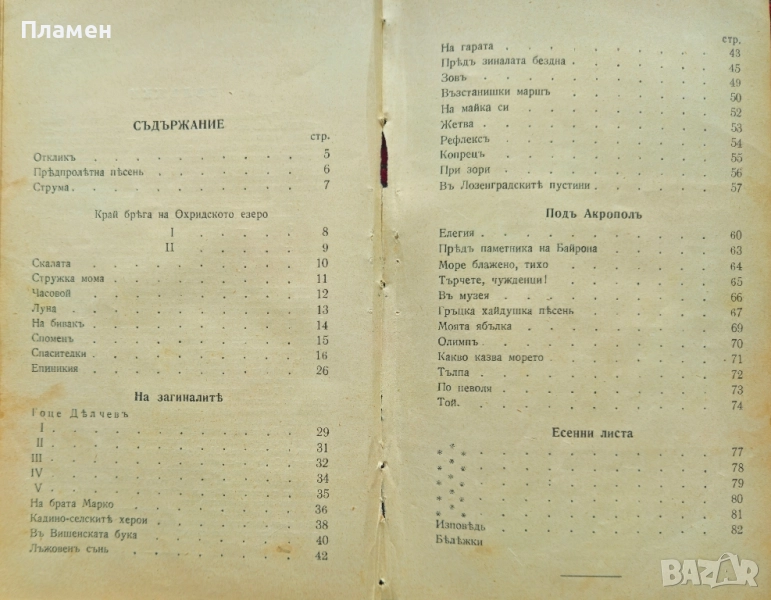 Пламен
СЪДЪРЖАНИЕ
стр.
Откликъ 5
Прѣдпролѣтна пѣсень 6
Струма 7
Край брѣга на Охридското езеро
I 8
II 9
Скалата 10
Стружка мома 11
Часовой 12
Луна 13
На бивакъ 14
Споменъ 15
Спасителки 16
Епиникия 26
На загиналитѣ
Гоце Дѣлчевъ
I 29
II 31
III 32
IV 34
V 35
На брата Марко 36
Кадино-селскитѣ херои 38
Въ Вишенската бука 40
Лъжовенъ сънь 42
стр.
На гарата 43
Прѣдъ зиналата бездна 45
Зовъ 49
Възстанишки маршъ 50
На майка си 52
Жетва 53
Рефлексъ 54
Копрецъ 55
При зори 56
Въ Лозенградскитѣ пустини 57
Подъ Акрополъ
Елегия 60
Прѣдъ паметника на Байрона 63
Море блажено, тихо 64
Търчете, чужденци! 65
Въ музея 66
Гръцка хайдушка пѣсень 67
Моята ябълка 69
Олимпъ 70
Какво казва морето 71
Тълпа 72
По неволя 73
Той. 74
Есенни листа
* * * 77
* * * 78
* * * 79
* * * 80
* * * 81
Изповѣдь 82
Бѣлѣжки
BAZAR